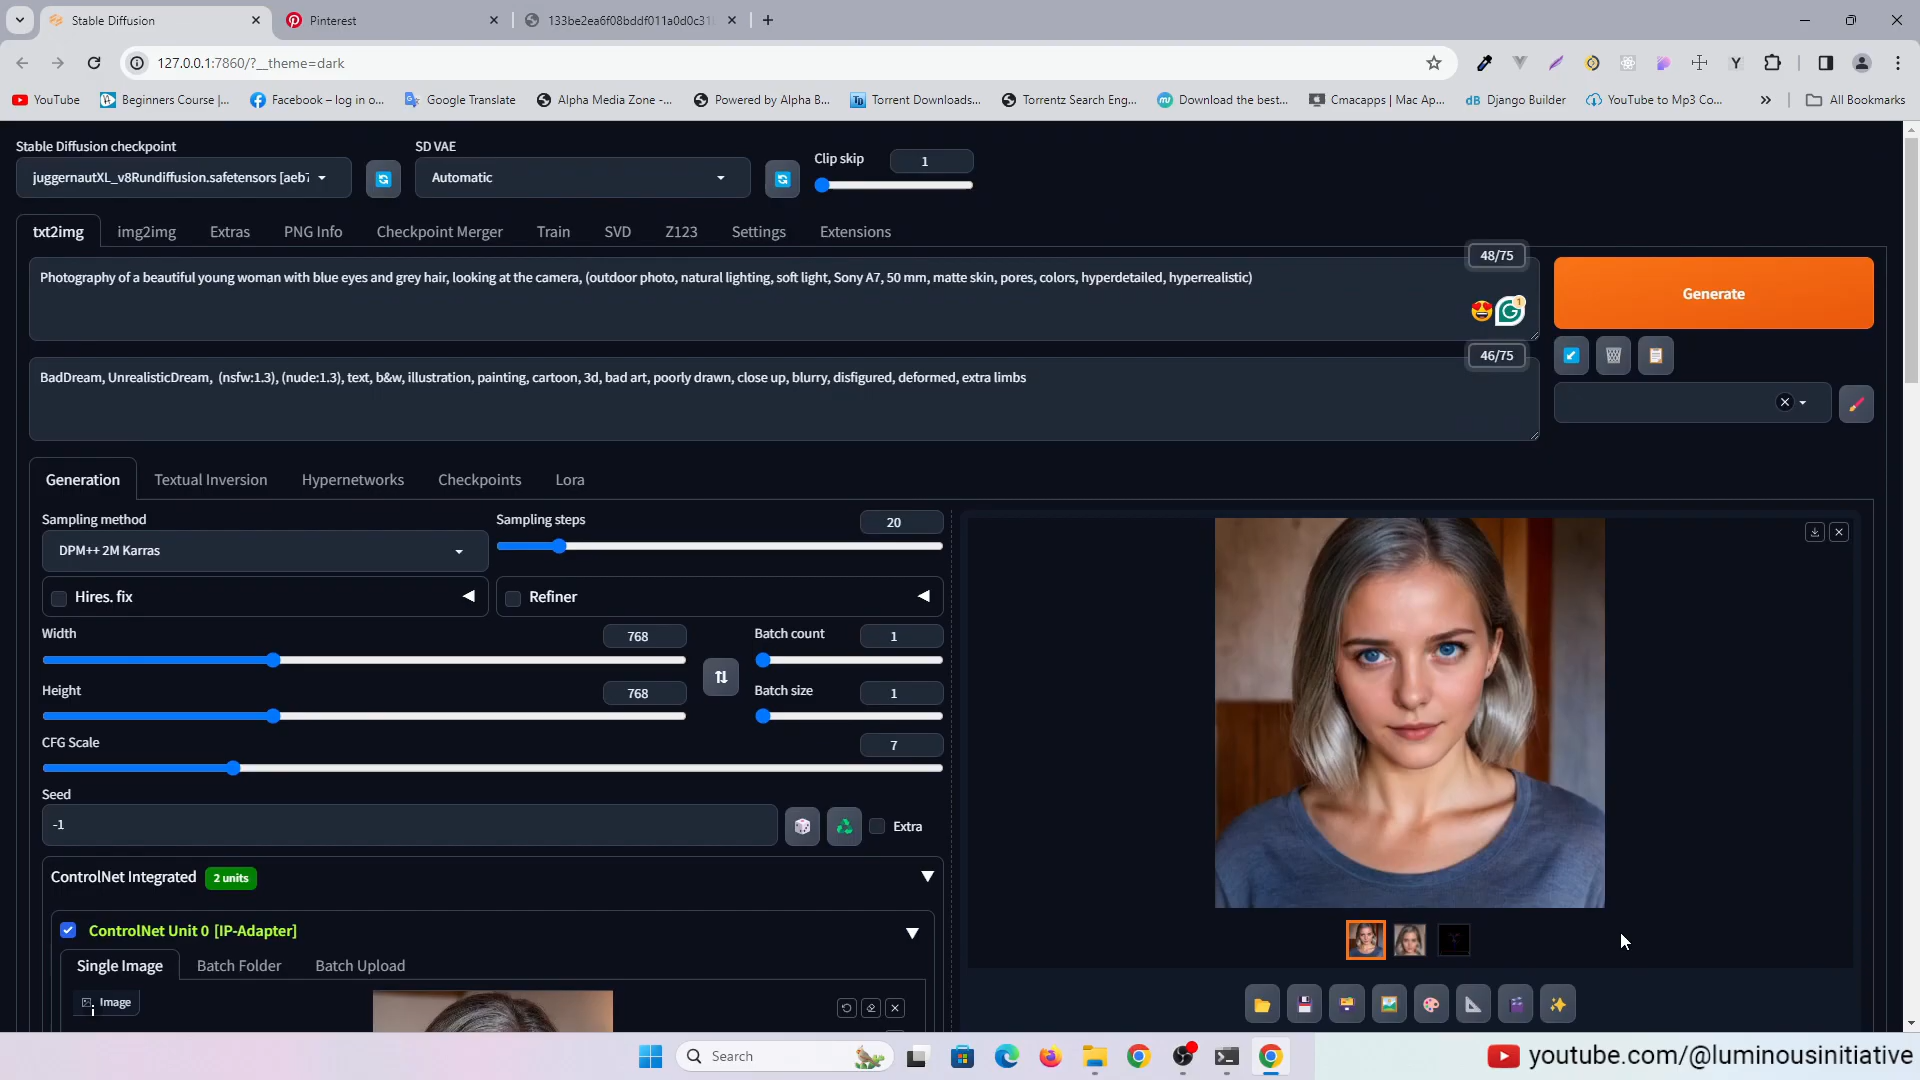 Stable Diffusion
Pinterest
133be2ea6f08bddf011a0d0c31
127.0.0.1:7860/?__theme=dark
YouTube
Beginners Course |...
Facebook – log in o...
Google Translate
Alpha Media Zone -...
Powered by Alpha B...
Torrent Downloads...
Torrentz Search Eng...
Download the best...
Cmacapps | Mac Ap...
Django Builder
YouTube to Mp3 Co...
All Bookmarks
Stable Diffusion checkpoint
juggernautXL_v8Rundiffusion.safetensors [aeb7
SD VAE
Automatic
Clip skip
1
txt2img
img2img
Extras
PNG Info
Checkpoint Merger
Train
SVD
Z123
Settings
Extensions
48/75
Photography of a beautiful young woman with blue eyes and grey hair, looking at the camera, (outdoor photo, natural lighting, soft light, Sony A7, 50 mm, matte skin, pores, colors, hyperdetailed, hyperrealistic)
1
Generate
46/75
BadDream, UnrealisticDream, (nsfw:1.3), (nude:1.3), text, b&w, illustration, painting, cartoon, 3d, bad art, poorly drawn, close up, blurry, disfigured, deformed, extra limbs
Generation
Textual Inversion
Hypernetworks
Checkpoints
Lora
Sampling method
DPM++ 2M Karras
Sampling steps
20
Hires. fix
Refiner
Width
768
Batch count
1
Height
768
Batch size
1
CFG Scale
7
Seed
-1
Extra
ControlNet Integrated
2 units
ControlNet Unit 0 [IP-Adapter]
Single Image
Batch Folder
Batch Upload
Image
Search
youtube.com/@luminousinitiative